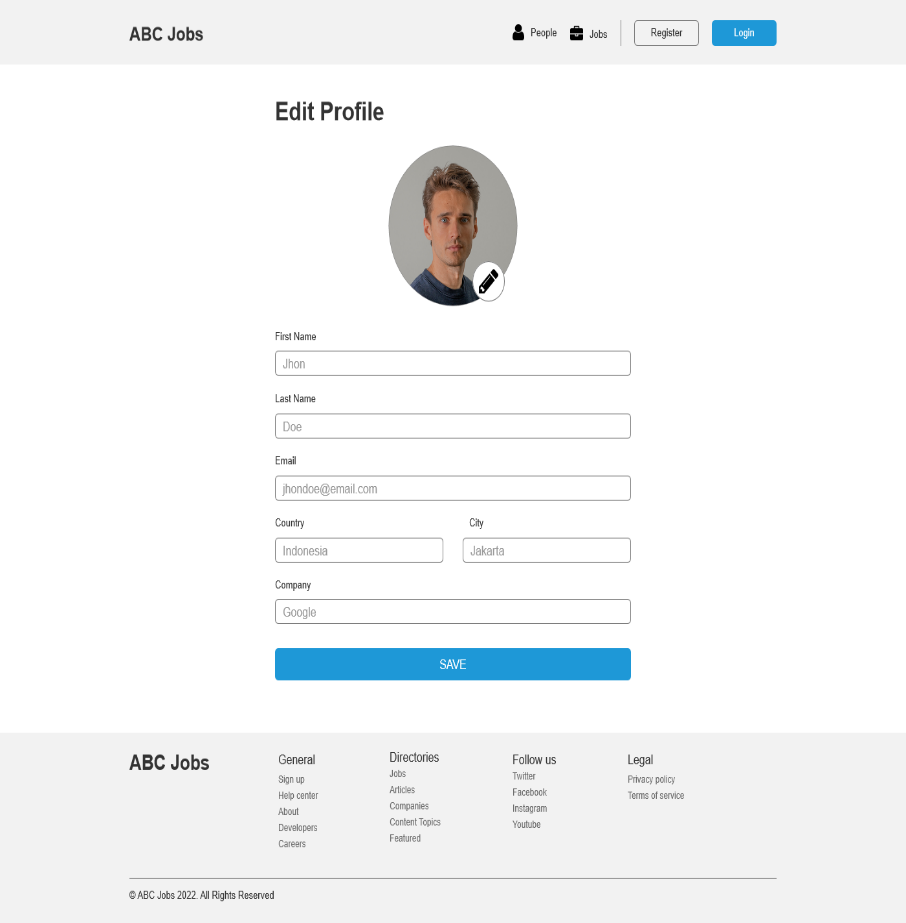 ABC Jobs
People
Jobs
Register
Login
Edit Profile
First Name
Jhon
Last Name
Doe
Email
jhondoe@email.com
Country
City
Indonesia
Jakarta
Company
Google
SAVE
ABC Jobs
General
Sign up
Help center
About
Developers
Careers
Directories
Jobs
Articles
Companies
Content Topics
Featured
Follow us
Twitter
Facebook
Instagram
Youtube
Legal
Privacy policy
Terms of service
© ABC Jobs 2022. All Rights Reserved